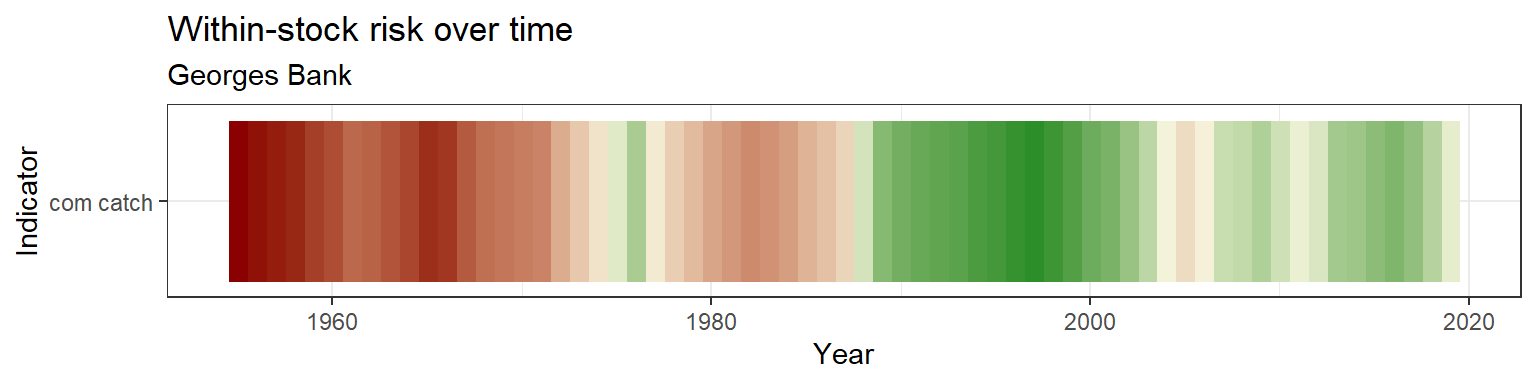 Within-stock risk over time
Georges Bank
Indicator
com catch
1960 1980 2000 2020
Year